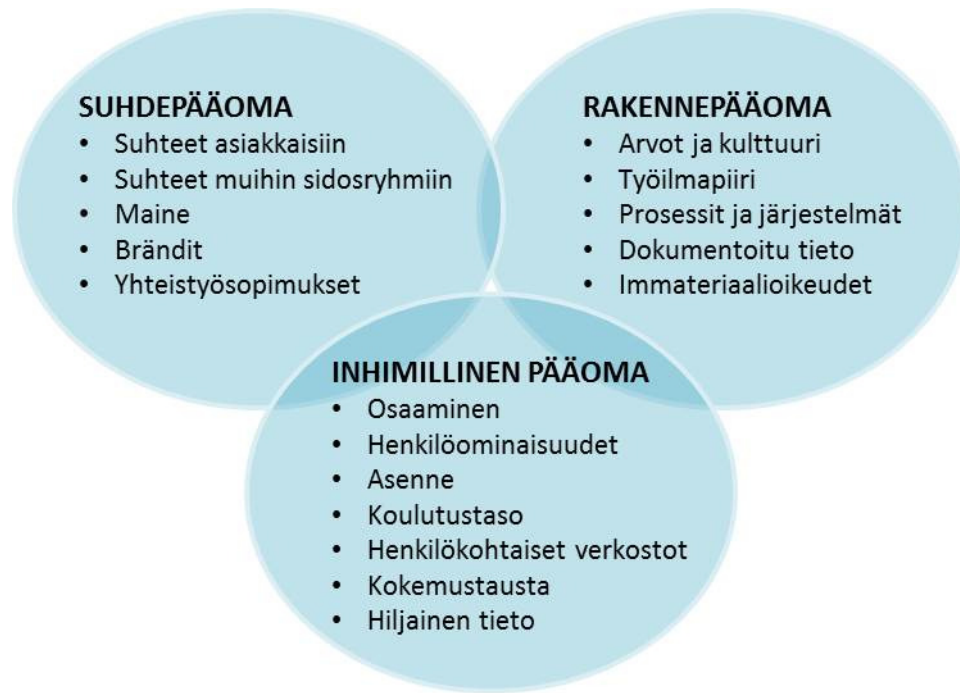 SUHDEPÄÄOMA
• Suhteet asiakkaisiin
• Suhteet muihin sidosryhmiin
• Maine
• Brändit
• Yhteistyösopimukset
RAKENNEPÄÄOMA
• Arvot ja kulttuuri
• Työilmapiiri
• Prosessit ja järjestelmät
• Dokumentoitu tieto
• Immateriaalioikeudet
INHIMILLINEN PÄÄOMA
• Osaaminen
• Henkilöominaisuudet
• Asenne
• Koulutustaso
• Henkilökohtaiset verkostot
• Kokemustausta
• Hiljainen tieto